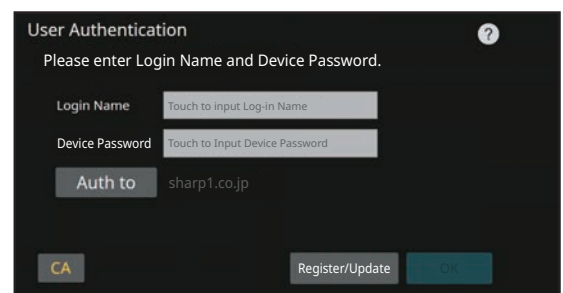 User Authentication
?
Please enter Login Name and Device Password.
Login Name Touch to input Log-in Name
Device Password Touch to Input Device Password
Auth to sharp1.co.jp
CA Register/Update OK